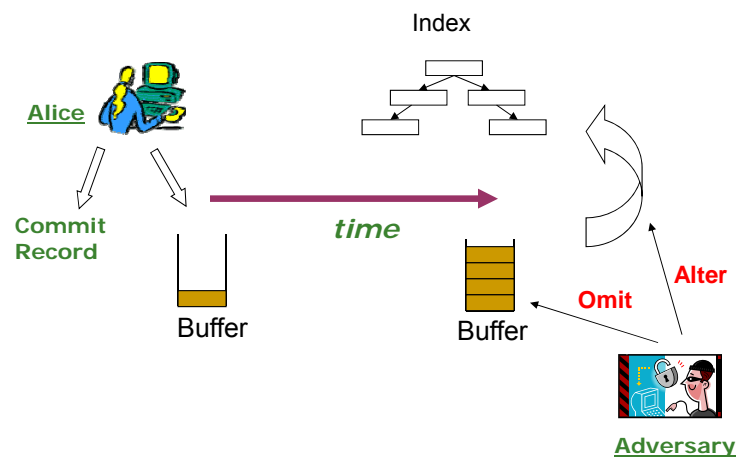 Index
Alice
Commit
Record
time
Buffer
Buffer
Omit
Alter
Adversary